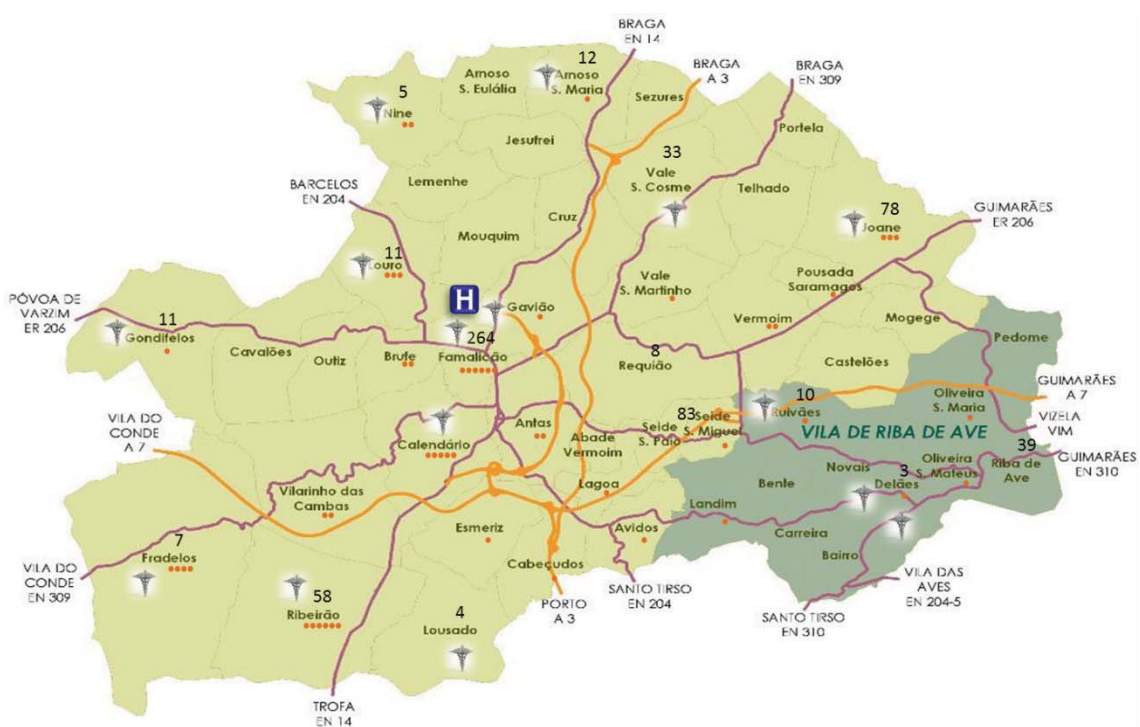 BRAGA
EN 14
BRAGA
A 3
BRAGA
EN 309
12
Arnoso
S. Eulália
Arnoso
S. Maria
5
Nine
Sezures
Portela
Jesufrei
33
Vale
S. Cosme
Telhado
BARCELOS
EN 204
Lemenhe
Cruz
78
Joane
GUIMARÃES
ER 206
Mouquim
11
Louro
Vale
S. Martinho
Pousada
Saramagos
PÓVOA DE
VARZIM
ER 206
H
Gavião
Vermoim
Mogege
11
Gondifelos
Cavalões
Outiz
Brufe
264
Famalicão
8
Requião
Castelões
Pedome
GUIMARÃES
A 7
VILA DO
CONDE
A 7
Calendário
Antas
Abade
Vermoim
83
Seide
S. Paio
Seide
S. Miguel
10
Ruivães
Oliveira
S. Maria
VIZELA
VIM
VILA DE RIBA DE AVE
39
GUIMARÃES
EN 310
Vilarinho das
Cambas
Lagoa
Landim
Bente
Novais
3
Delães
Oliveira
S. Mateus
Riba de
Ave
Esmeriz
Avidos
Carreira
Bairro
7
Fradelos
VILA DO
CONDE
EN 309
Cabeçudos
58
Ribeirão
4
Lousado
PORTO
A 3
SANTO TIRSO
EN 204
SANTO TIRSO
EN 310
VILA DAS
AVES
EN 204-5
TROFA
EN 14